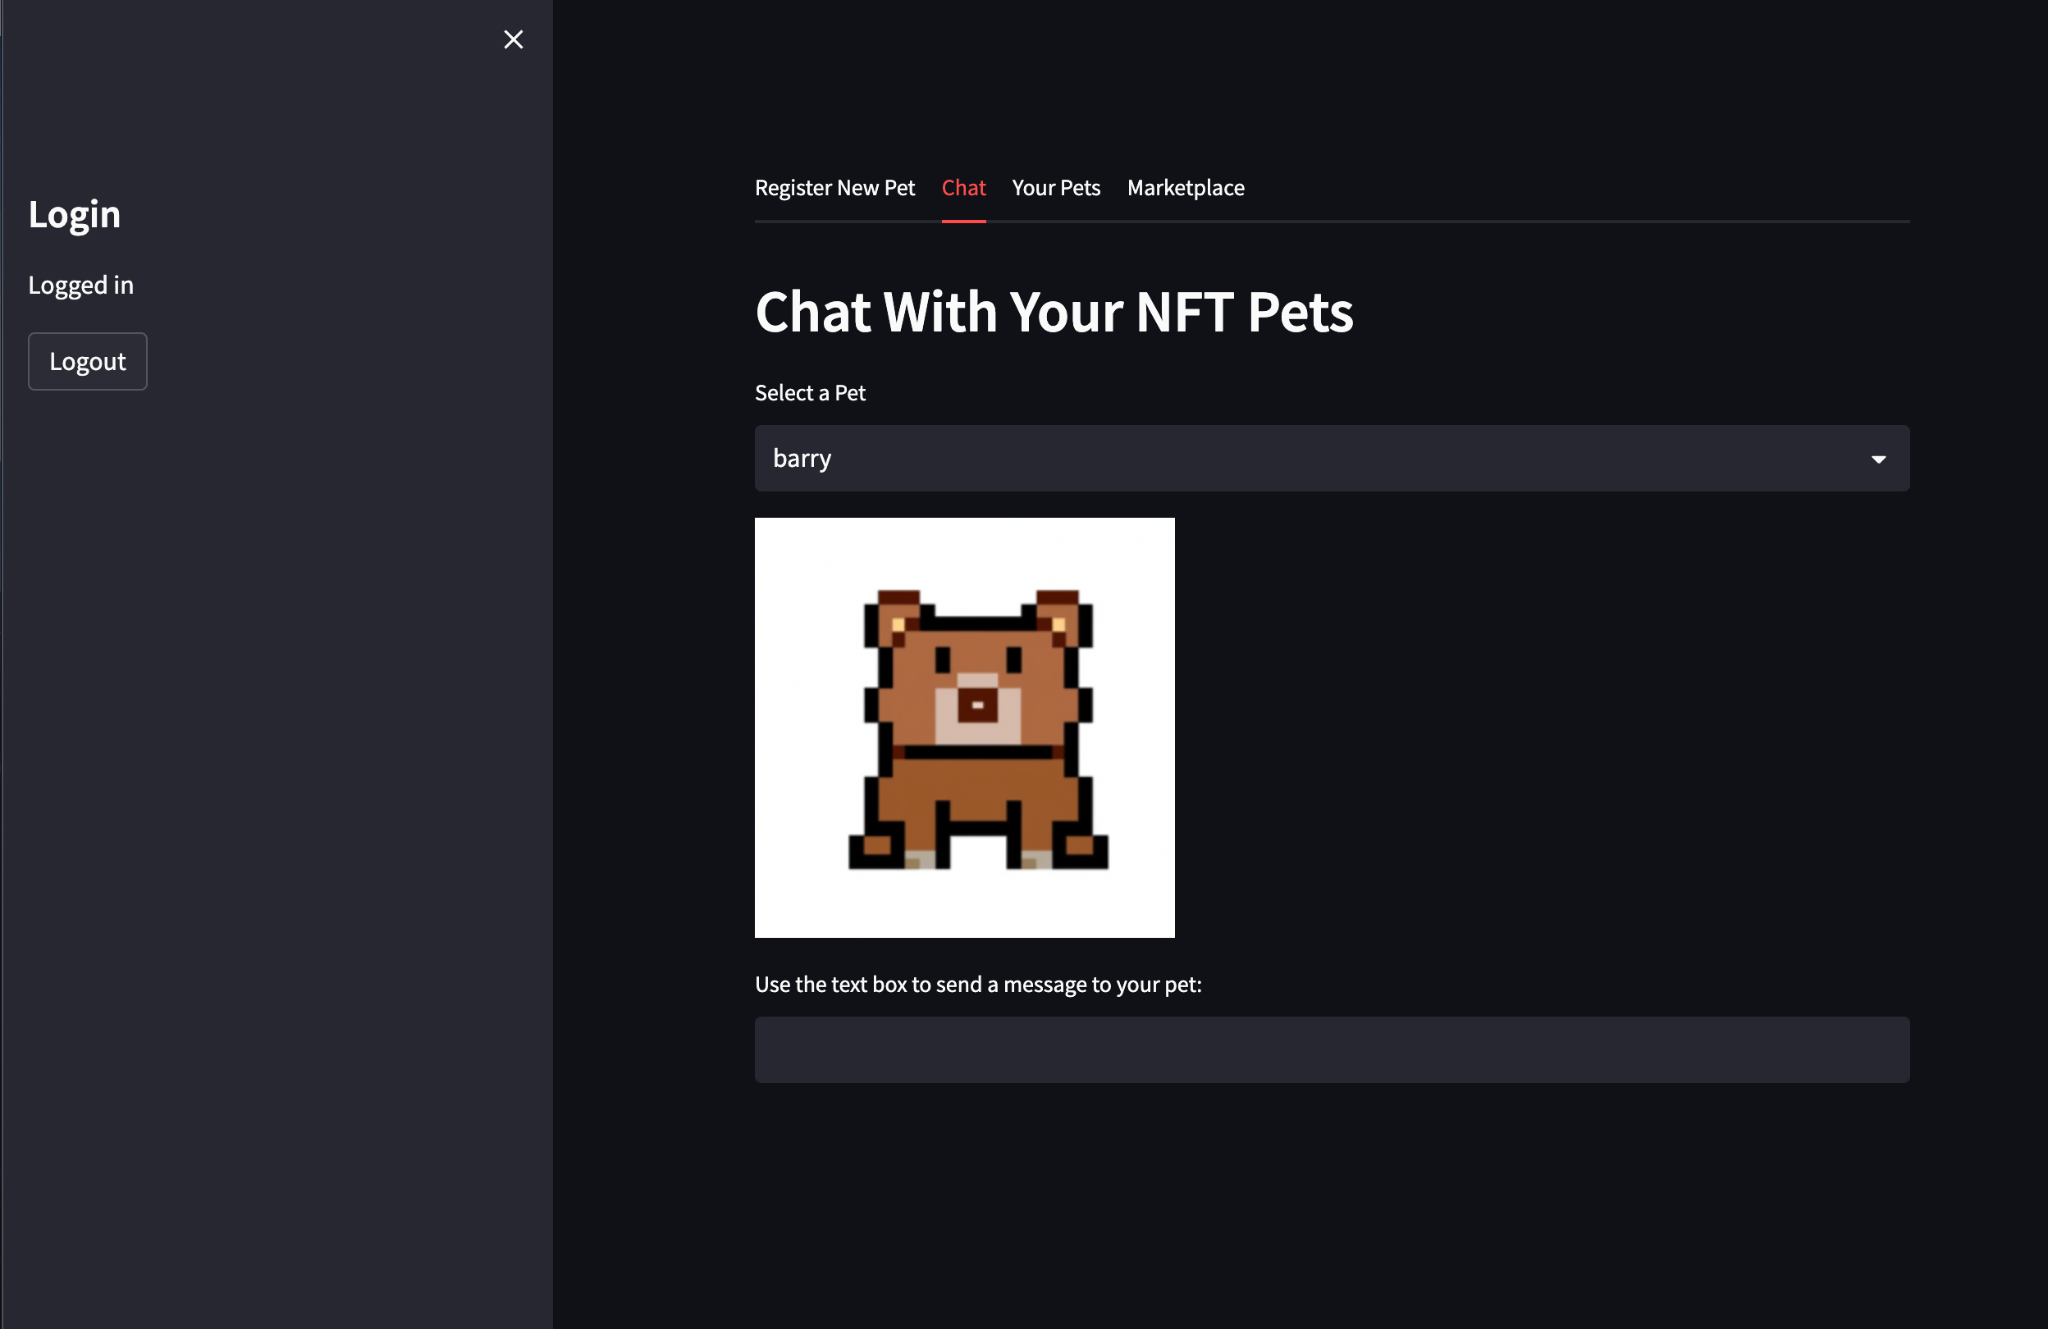 Login
Logged in
Logout
Register New Pet Chat Your Pets Marketplace
Chat With Your NFT Pets
Select a Pet
barry
Use the text box to send a message to your pet: